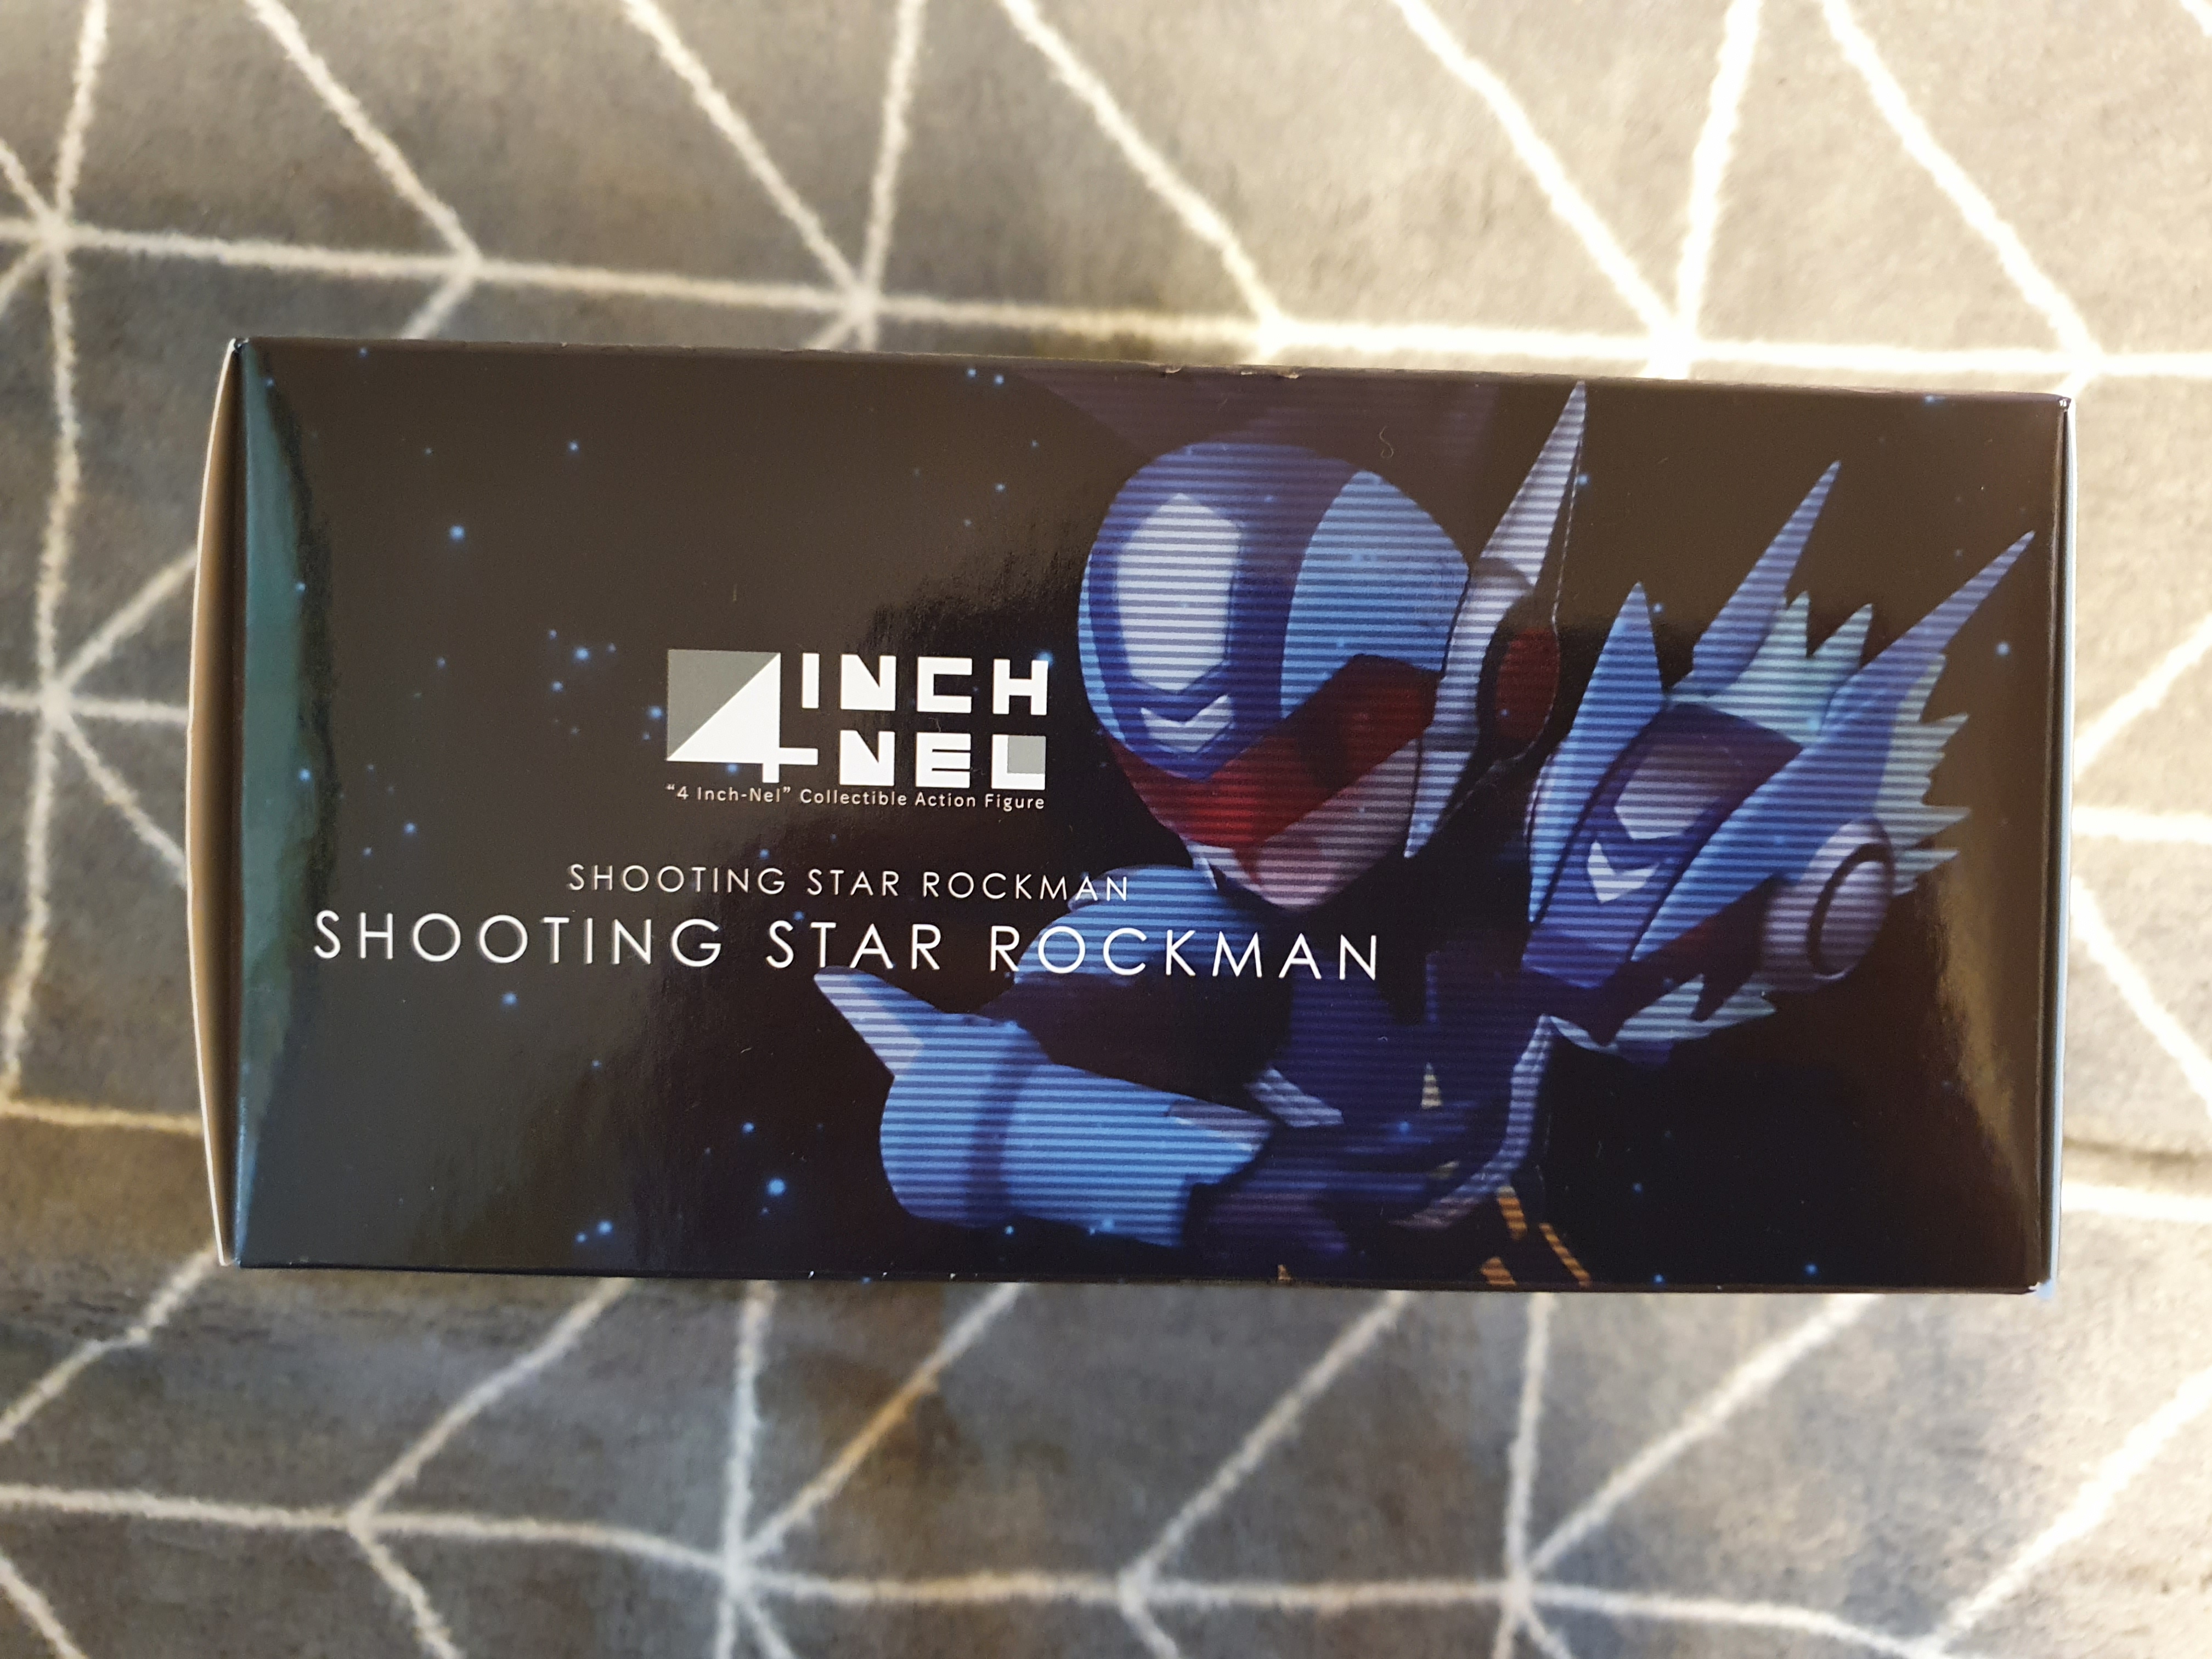 4 INCH
-NEL
“4 Inch-Nel” Collectible Action Figure
SHOOTING STAR ROCKMAN
SHOOTING STAR ROCKMAN